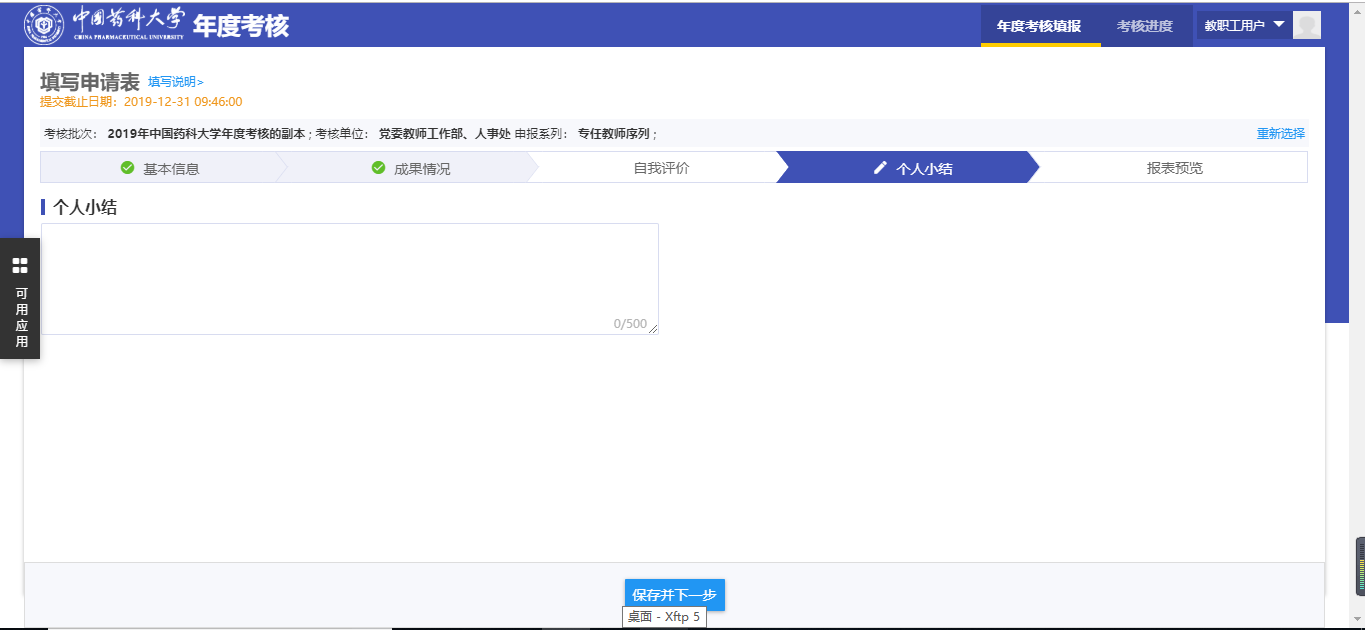 中国药科大学
CHINA PHARMACEUTICAL UNIVERSITY
年度考核
年度考核填报
考核进度
教职工用户
填写申请表 填写说明>
提交截止日期：2019-12-31 09:46:00
考核批次： 2019年中国药科大学年度考核的副本 ; 考核单位： 党委教师工作部、人事处 申报系列： 专任教师序列 ;
重新选择
基本信息
成果情况
自我评价
个人小结
报表预览
个人小结
0/500
可用应用
保存并下一步
桌面 - Xftp 5